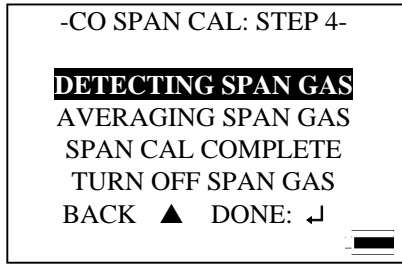 -CO SPAN CAL: STEP 4-
DETECTING SPAN GAS
AVERAGING SPAN GAS
SPAN CAL COMPLETE
TURN OFF SPAN GAS
BACK ▲ DONE: ↵